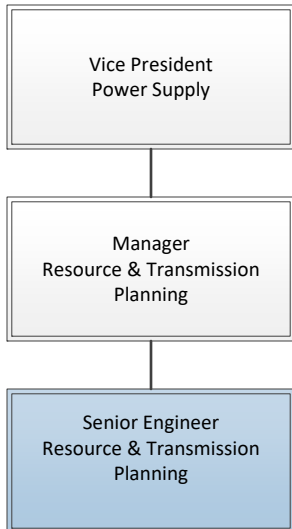 Vice President
Power Supply
Manager
Resource & Transmission
Planning
Senior Engineer
Resource & Transmission
Planning